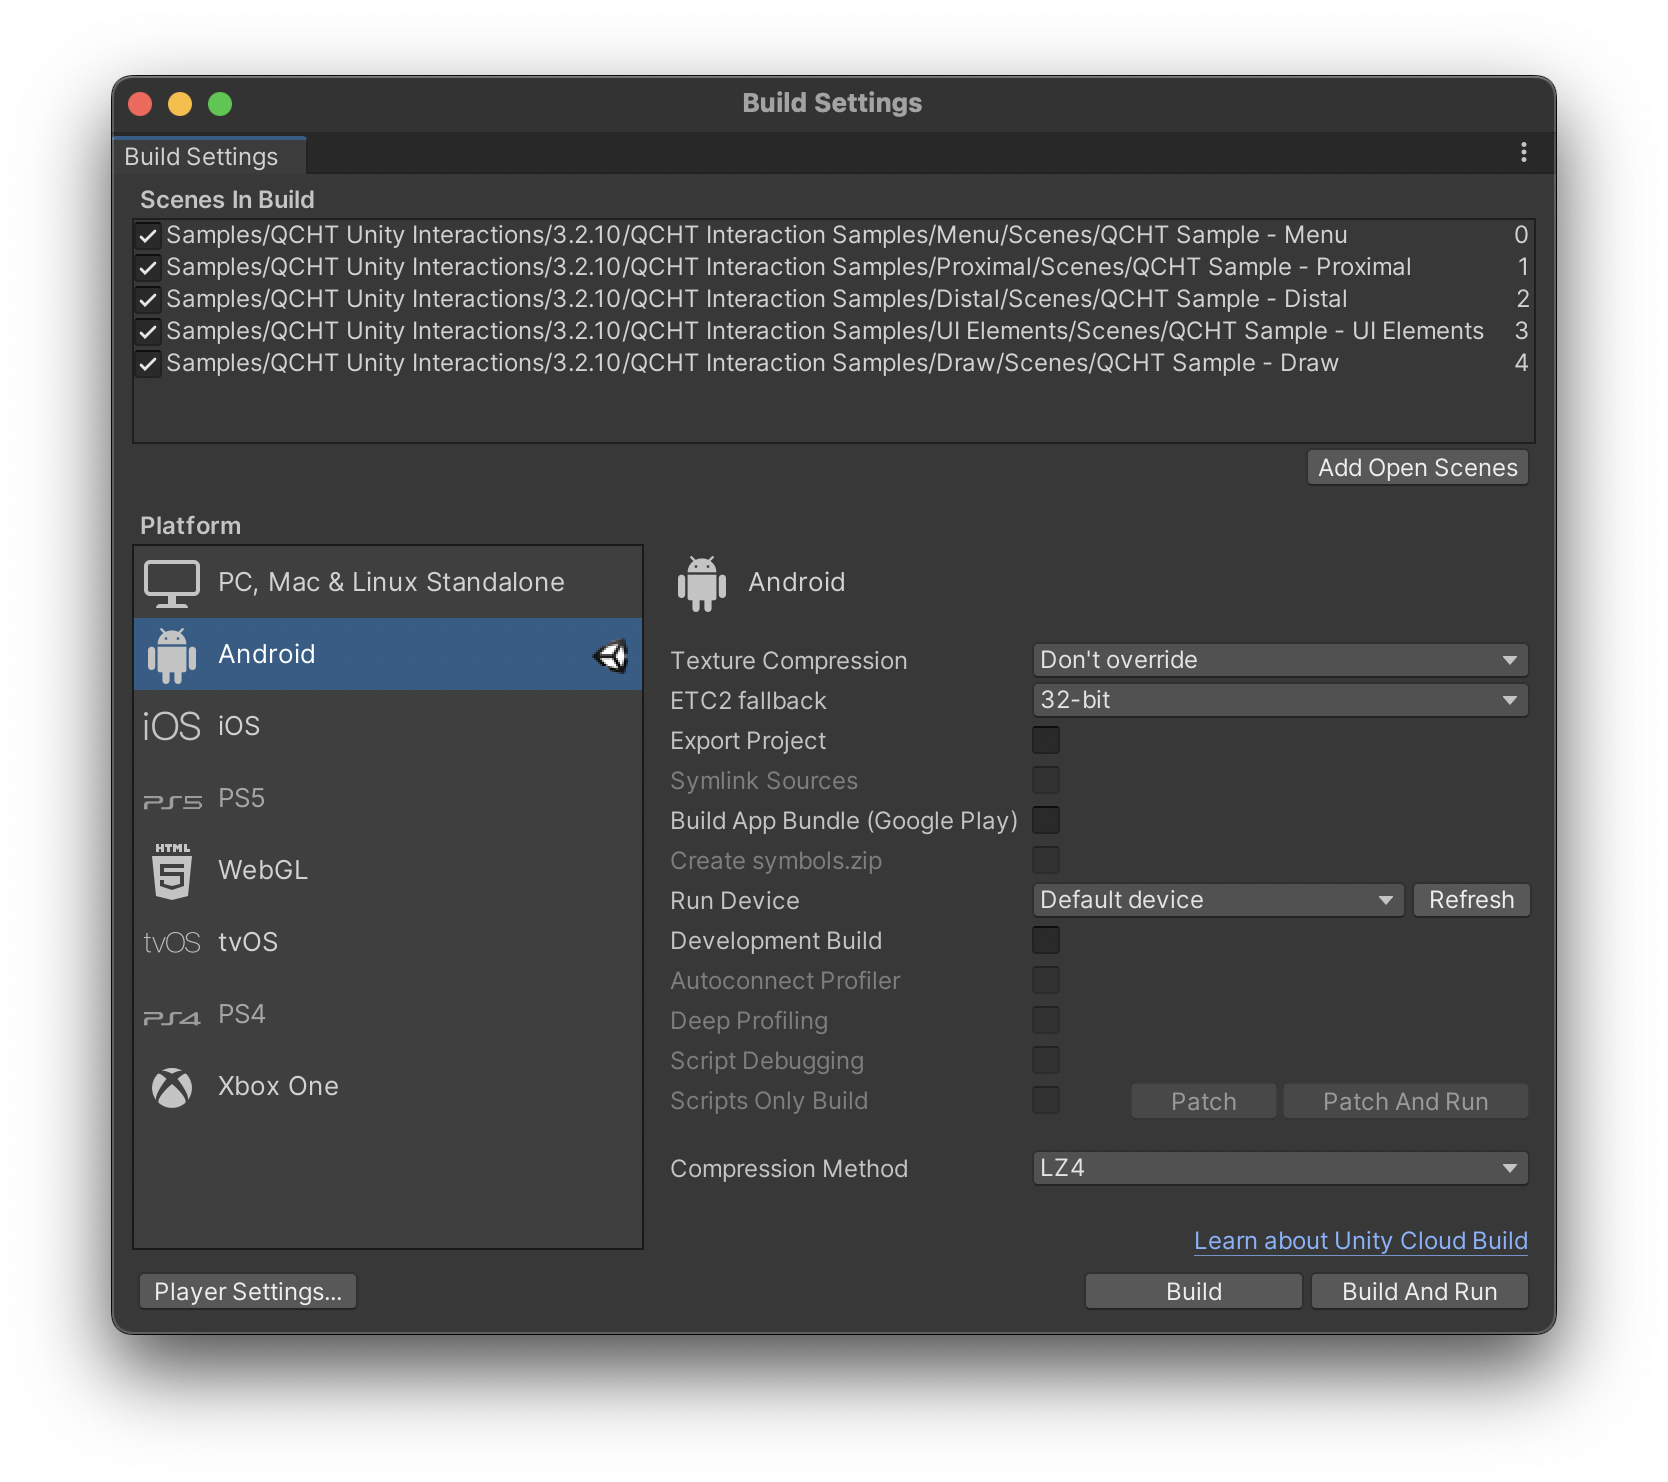 Build Settings
Build Settings
Scenes In Build
Samples/QCHT Unity Interactions/3.2.10/QCHT Interaction Samples/Menu/Scenes/QCHT Sample - Menu 0
Samples/QCHT Unity Interactions/3.2.10/QCHT Interaction Samples/Proximal/Scenes/QCHT Sample - Proximal 1
Samples/QCHT Unity Interactions/3.2.10/QCHT Interaction Samples/Distal/Scenes/QCHT Sample - Distal 2
Samples/QCHT Unity Interactions/3.2.10/QCHT Interaction Samples/UI Elements/Scenes/QCHT Sample - UI Elements 3
Samples/QCHT Unity Interactions/3.2.10/QCHT Interaction Samples/Draw/Scenes/QCHT Sample - Draw 4
Add Open Scenes
Platform
PC, Mac & Linux Standalone
Android
iOS iOS
PS5 PS5
HTML 5 WebGL
tvOS tvOS
PS4 PS4
Xbox One
Android
Texture Compression Don't override
ETC2 fallback 32-bit
Export Project
Symlink Sources
Build App Bundle (Google Play)
Create symbols.zip
Run Device Default device Refresh
Development Build
Autoconnect Profiler
Deep Profiling
Script Debugging
Scripts Only Build Patch Patch And Run
Compression Method LZ4
Learn about Unity Cloud Build
Player Settings... Build Build And Run